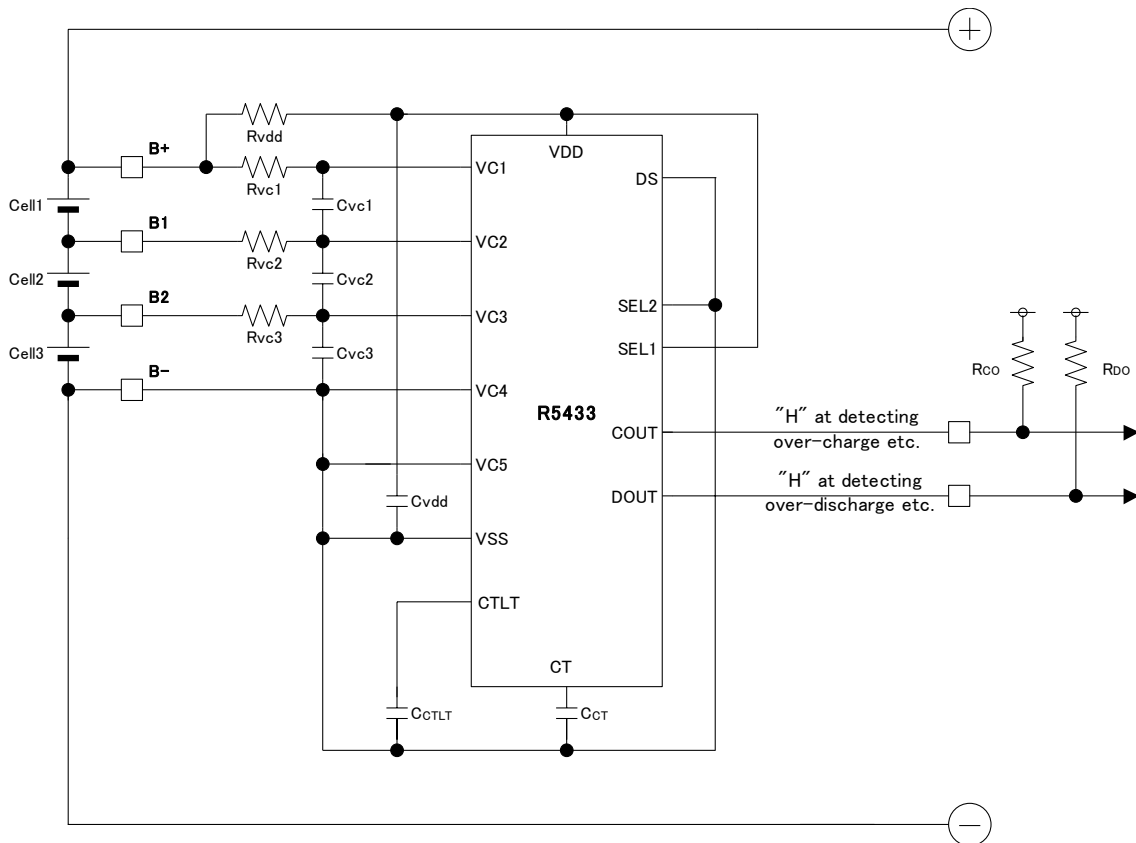 +
B+
Rvdd
VDD
Rvc1
VC1
DS
Cell1
Cvc1
B1
Rvc2
VC2
Cell2
Cvc2
B2
Rvc3
VC3
SEL2
SEL1
Cell3
Cvc3
B-
VC4
RCO
RDO
R5433
COUT
"H" at detecting
over-charge etc.
VC5
Cvdd
DOUT
"H" at detecting
over-discharge etc.
VSS
CTLT
CT
CCTLT
CCT
−